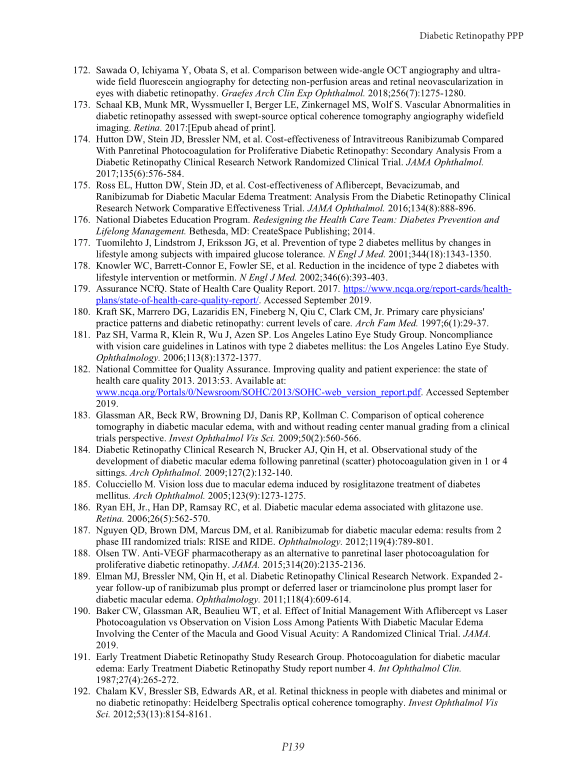 Diabetic Retinopathy PPP
172. Sawada O, Ichiyama Y, Obata S, et al. Comparison between wide-angle OCT angiography and ultra-
wide field fluorescein angiography for detecting non-perfusion areas and retinal neovascularization in
eyes with diabetic retinopathy. Graefes Arch Clin Exp Ophthalmol. 2018;256(7):1275-1280.
173. Schaal KB, Munk MR, Wyssmueller I, Berger LE, Zinkernagel MS, Wolf S. Vascular Abnormalities in
diabetic retinopathy assessed with swept-source optical coherence tomography angiography widefield
imaging. Retina. 2017:[Epub ahead of print].
174. Hutton DW, Stein JD, Bressler NM, et al. Cost-effectiveness of Intravitreous Ranibizumab Compared
With Panretinal Photocoagulation for Proliferative Diabetic Retinopathy: Secondary Analysis From a
Diabetic Retinopathy Clinical Research Network Randomized Clinical Trial. JAMA Ophthalmol.
2017;135(6):576-584.
175. Ross EL, Hutton DW, Stein JD, et al. Cost-effectiveness of Aflibercept, Bevacizumab, and
Ranibizumab for Diabetic Macular Edema Treatment: Analysis From the Diabetic Retinopathy Clinical
Research Network Comparative Effectiveness Trial. JAMA Ophthalmol. 2016;134(8):888-896.
176. National Diabetes Education Program. Redesigning the Health Care Team: Diabetes Prevention and
Lifelong Management. Bethesda, MD: CreateSpace Publishing; 2014.
177. Tuomilehto J, Lindstrom J, Eriksson JG, et al. Prevention of type 2 diabetes mellitus by changes in
lifestyle among subjects with impaired glucose tolerance. N Engl J Med. 2001;344(18):1343-1350.
178. Knowler WC, Barrett-Connor E, Fowler SE, et al. Reduction in the incidence of type 2 diabetes with
lifestyle intervention or metformin. N Engl J Med. 2002;346(6):393-403.
179. Assurance NCfQ. State of Health Care Quality Report. 2017. https://www.ncqa.org/report-cards/health-
plans/state-of-health-care-quality-report/. Accessed September 2019.
180. Kraft SK, Marrero DG, Lazaridis EN, Fineberg N, Qiu C, Clark CM, Jr. Primary care physicians'
practice patterns and diabetic retinopathy: current levels of care. Arch Fam Med. 1997;6(1):29-37.
181. Paz SH, Varma R, Klein R, Wu J, Azen SP. Los Angeles Latino Eye Study Group. Noncompliance
with vision care guidelines in Latinos with type 2 diabetes mellitus: the Los Angeles Latino Eye Study.
Ophthalmology. 2006;113(8):1372-1377.
182. National Committee for Quality Assurance. Improving quality and patient experience: the state of
health care quality 2013. 2013:53. Available at:
www.ncqa.org/Portals/0/Newsroom/SOHC/2013/SOHC-web_version_report.pdf. Accessed September
2019.
183. Glassman AR, Beck RW, Browning DJ, Danis RP, Kollman C. Comparison of optical coherence
tomography in diabetic macular edema, with and without reading center manual grading from a clinical
trials perspective. Invest Ophthalmol Vis Sci. 2009;50(2):560-566.
184. Diabetic Retinopathy Clinical Research N, Brucker AJ, Qin H, et al. Observational study of the
development of diabetic macular edema following panretinal (scatter) photocoagulation given in 1 or 4
sittings. Arch Ophthalmol. 2009;127(2):132-140.
185. Colucciello M. Vision loss due to macular edema induced by rosiglitazone treatment of diabetes
mellitus. Arch Ophthalmol. 2005;123(9):1273-1275.
186. Ryan EH, Jr., Han DP, Ramsay RC, et al. Diabetic macular edema associated with glitazone use.
Retina. 2006;26(5):562-570.
187. Nguyen QD, Brown DM, Marcus DM, et al. Ranibizumab for diabetic macular edema: results from 2
phase III randomized trials: RISE and RIDE. Ophthalmology. 2012;119(4):789-801.
188. Olsen TW. Anti-VEGF pharmacotherapy as an alternative to panretinal laser photocoagulation for
proliferative diabetic retinopathy. JAMA. 2015;314(20):2135-2136.
189. Elman MJ, Bressler NM, Qin H, et al. Diabetic Retinopathy Clinical Research Network. Expanded 2-
year follow-up of ranibizumab plus prompt or deferred laser or triamcinolone plus prompt laser for
diabetic macular edema. Ophthalmology. 2011;118(4):609-614.
190. Baker CW, Glassman AR, Beaulieu WT, et al. Effect of Initial Management With Aflibercept vs Laser
Photocoagulation vs Observation on Vision Loss Among Patients With Diabetic Macular Edema
Involving the Center of the Macula and Good Visual Acuity: A Randomized Clinical Trial. JAMA.
2019.
191. Early Treatment Diabetic Retinopathy Study Research Group. Photocoagulation for diabetic macular
edema: Early Treatment Diabetic Retinopathy Study report number 4. Int Ophthalmol Clin.
1987;27(4):265-272.
192. Chalam KV, Bressler SB, Edwards AR, et al. Retinal thickness in people with diabetes and minimal or
no diabetic retinopathy: Heidelberg Spectralis optical coherence tomography. Invest Ophthalmol Vis
Sci. 2012;53(13):8154-8161.
P139